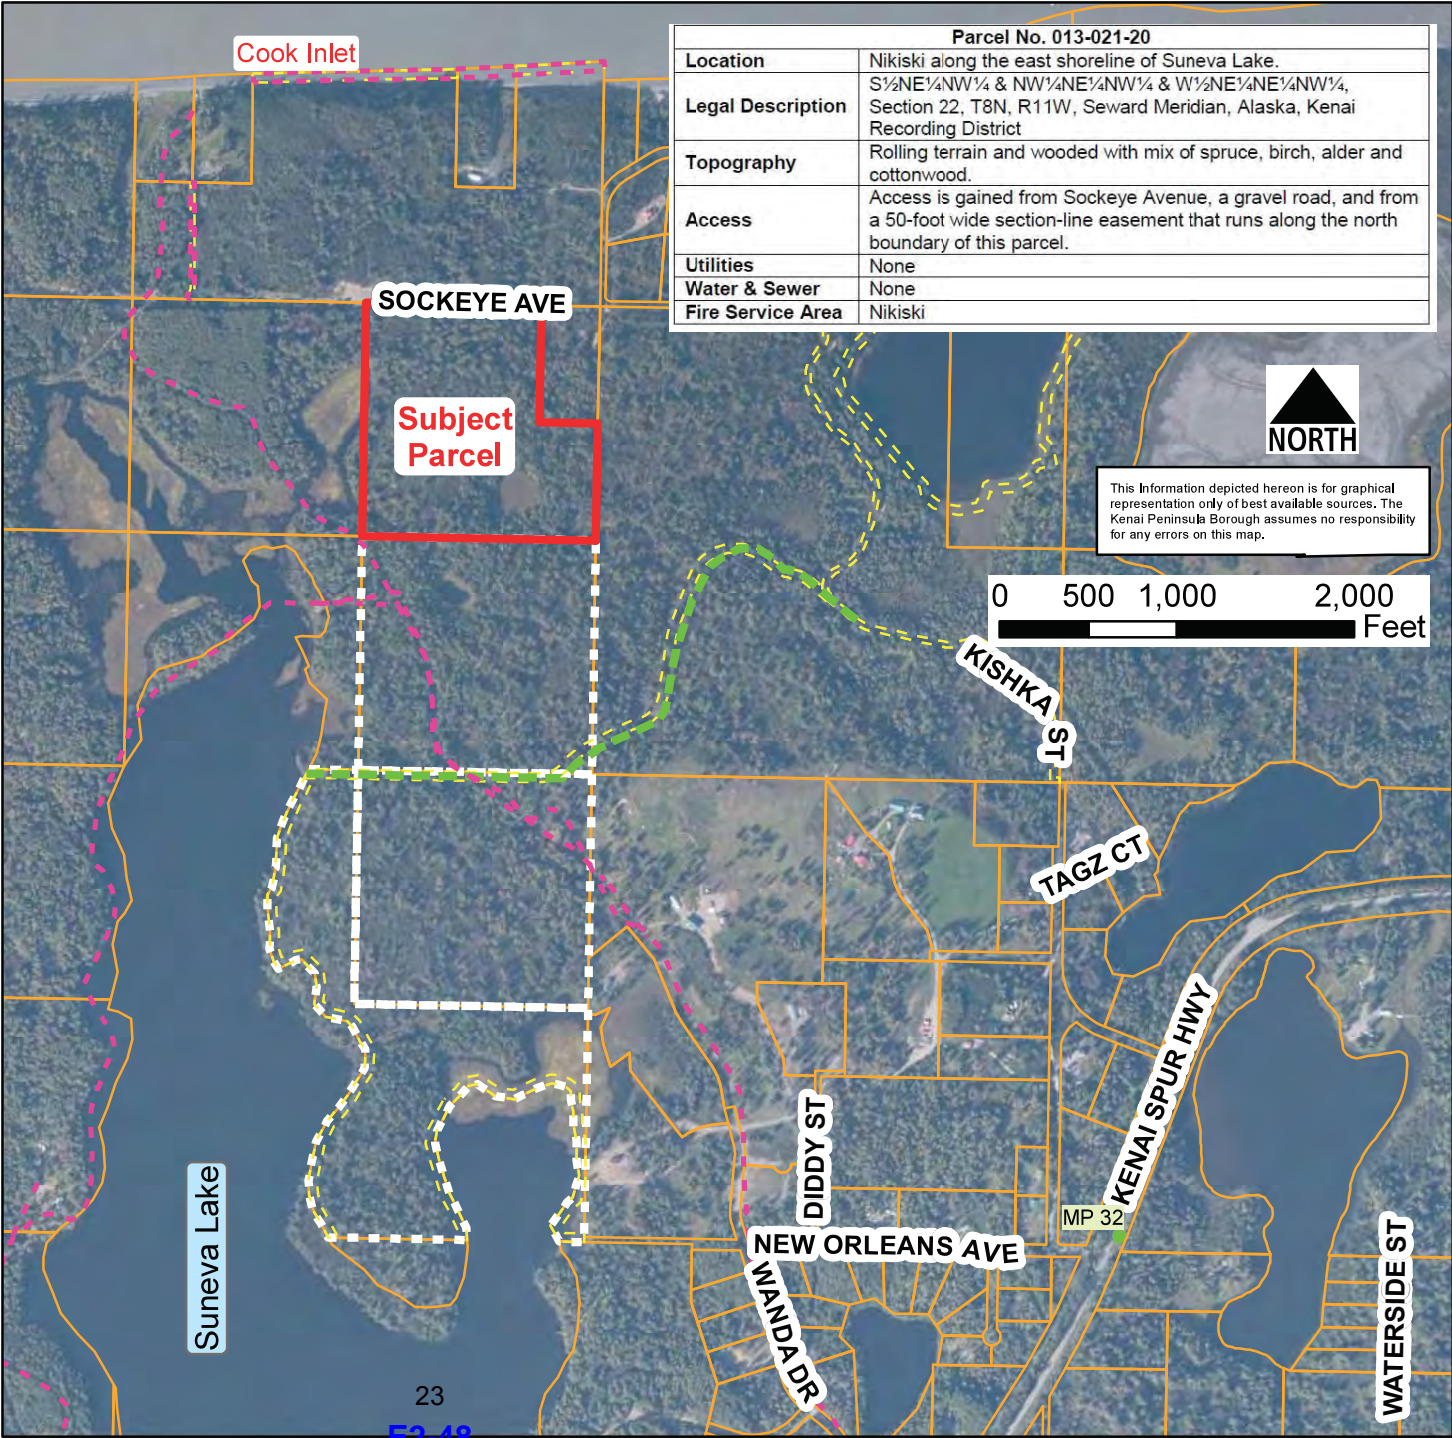 Cook Inlet
Parcel No. 013-021-20
Location Nikiski along the east shoreline of Suneva Lake.
Legal Description S½NE¼NW¼ & NW¼NE¼NW¼ & W½NE¼NE¼NW¼,
Section 22, T8N, R11W, Seward Meridian, Alaska, Kenai
Recording District
Topography Rolling terrain and wooded with mix of spruce, birch, alder and
cottonwood.
Access Access is gained from Sockeye Avenue, a gravel road, and from
a 50-foot wide section-line easement that runs along the north
boundary of this parcel.
Utilities None
Water & Sewer None
Fire Service Area Nikiski
SOCKEYE AVE
Subject
Parcel
NORTH
This Information depicted hereon is for graphical
representation only of best available sources. The
Kenai Peninsula Borough assumes no responsibility
for any errors on this map.
0 500 1,000 2,000
Feet
KISHKA ST
TAGZ CT
KENAI SPUR HWY
DIDDY ST
MP 32
NEW ORLEANS AVE
WANDA DR
WATERSIDE ST
Suneva Lake
23
E2-48